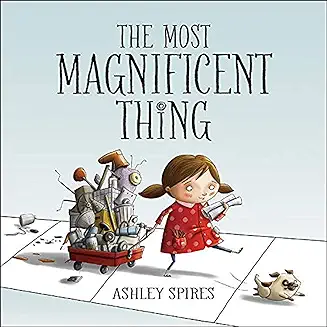 THE MOST
MAGNIFICENT
THING
ASHLEY SPIRES